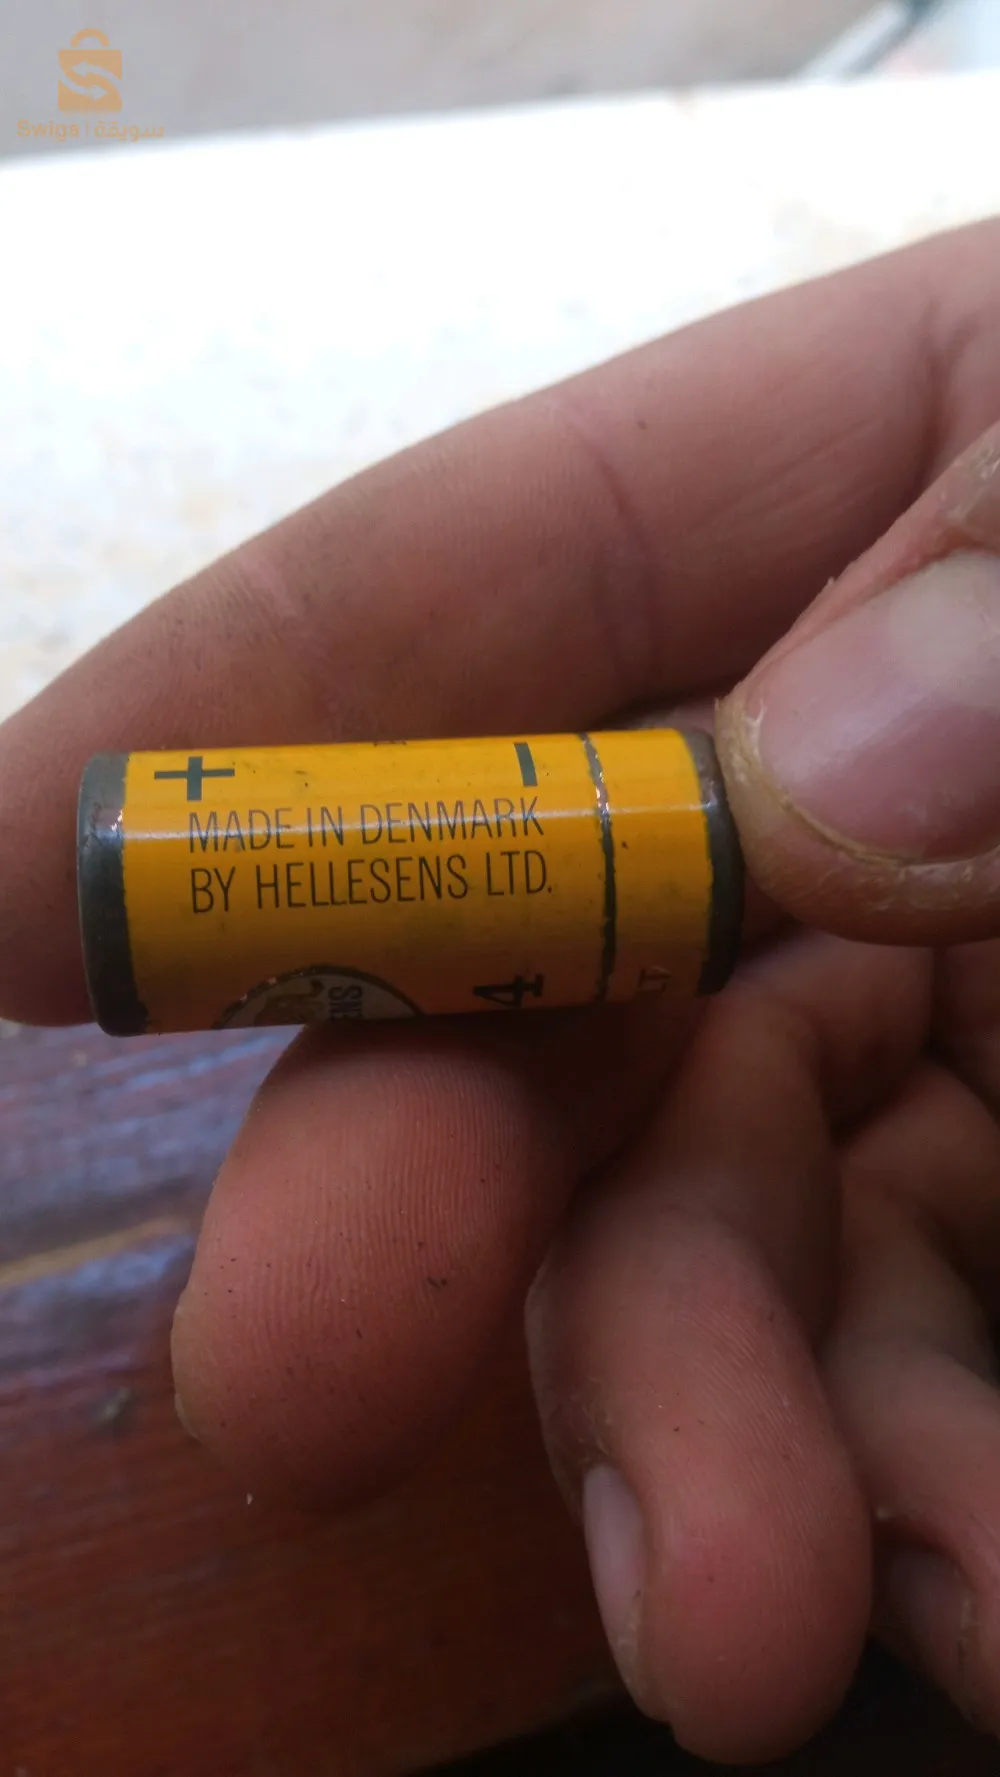 Swigs | سويقة
+ −
MADE IN DENMARK
BY HELLESENS LTD.
4